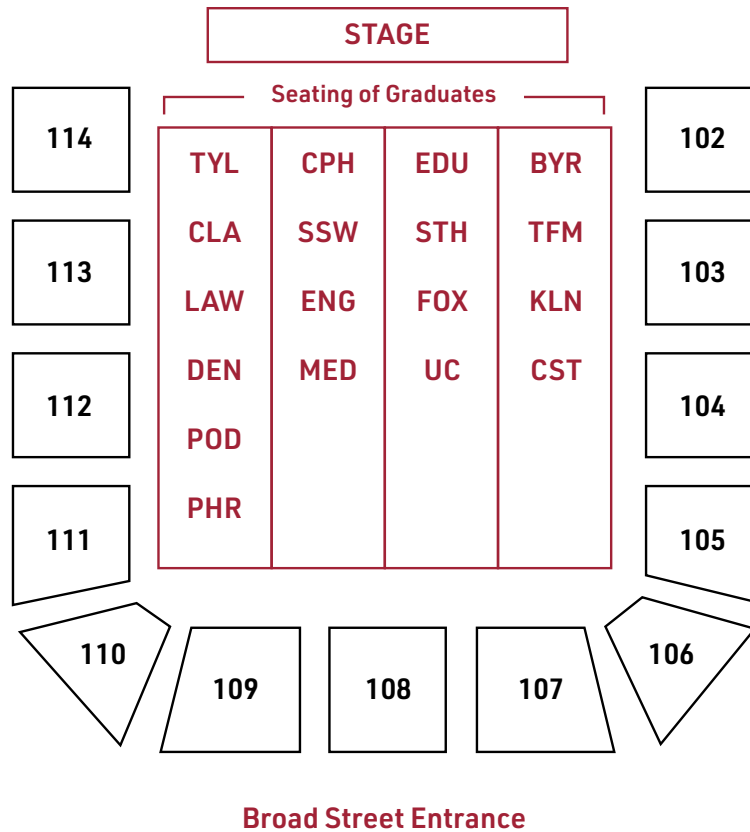 STAGE
Seating of Graduates
114 TYL CPH EDU BYR 102
CLA SSW STH TFM
113 LAW ENG FOX KLN 103
DEN MED UC CST
112 104
POD
PHR
111 105
110 109 108 107 106
Broad Street Entrance